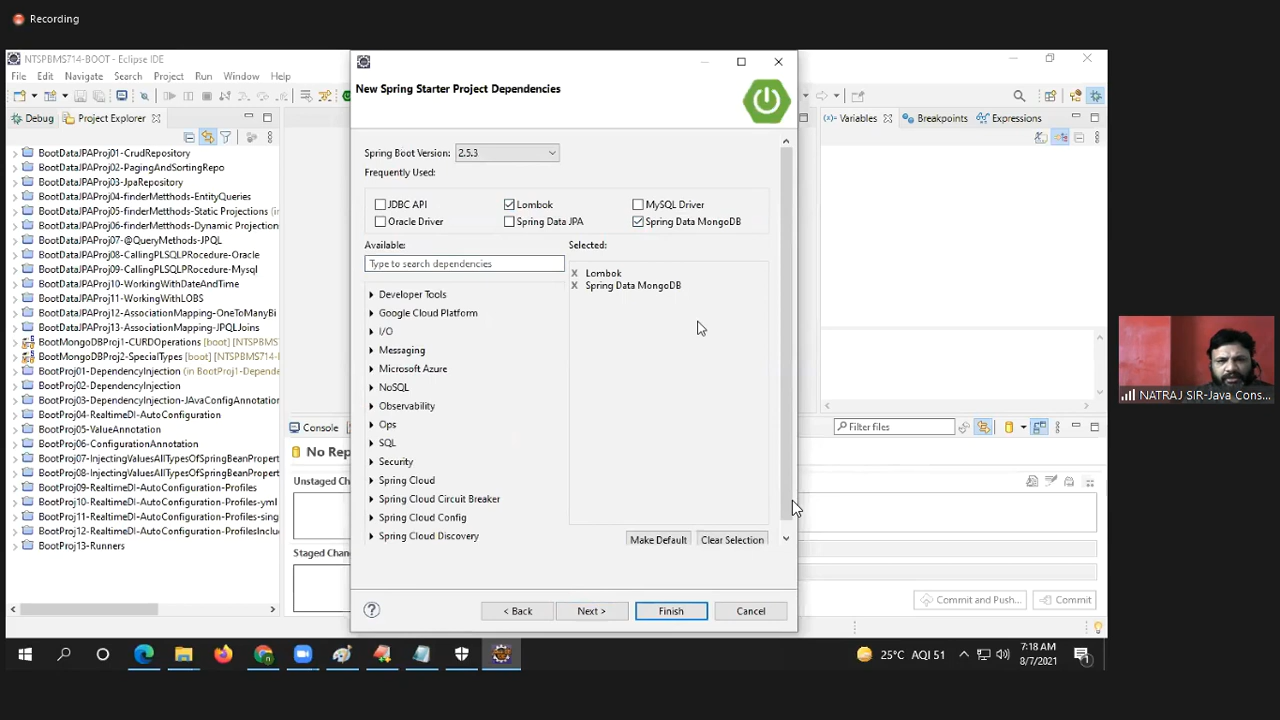 Recording
NTSPBMS714-BOOT - Eclipse IDE
File Edit Navigate Search Project Run Window Help
Debug Project Explorer
BootDataJPAProj01-CrudRepository
BootDataJPAProj02-PagingAndSortingRepo
BootDataJPAProj03-JpaRepository
BootDataJPAProj04-finderMetthods-EntityQueries
BootDataJPAProj05-finderMetthods-Static Projections (
BootDataJPAProj06-finderMetthods-Dynamic Projections
BootDataJPAProj07-@QueryMethods-JPQL
BootDataJPAProj08-CallingPLSQLProcedure-Oracle
BootDataJPAProj09-CallingPLSQLProcedure-Mysql
BootDataJPAProj10-WorkingWithDateAndTime
BootDataJPAProj11-WorkingWithLOBS
BootDataJPAProj12-AssociationMapping-OneToManyBi
BootDataJPAProj13-AssociationMapping-JPQLJoins
BootMongoDBProj1-CURDOperations [boot] [NTSPBMS714-
BootMongoDBProj2-SpecialTypes [boot] [NTSPBMS714-B
BootProj01-DependencyInjection (in BootProj1-Depende
BootProj02-DependencyInjection
BootProj03-DependencyInjection-JAvaConfigAnnotation
BootProj04-RealtimeDI-AutoConfiguration
BootProj05-ValueAnnotation
BootProj06-ConfigurationAnnotation
BootProj07-InjectingValuesAllTypesOfSpringBeanPropert
BootProj08-InjectingValuesAllTypesOfSpringBeanPropert
BootProj09-RealtimeDI-AutoConfiguration-Profiles
BootProj10-RealtimeDI-AutoConfiguration-Profiles-yml
BootProj11-RealtimeDI-AutoConfiguration-Profiles-sing
BootProj12-RealtimeDI-AutoConfiguration-ProfilesInclude
BootProj13-Runners
New Spring Starter Project Dependencies
Spring Boot Version: 2.5.3
Frequently Used:
JDBC API Lombok MySQL Driver
Oracle Driver Spring Data JPA Spring Data MongoDB
Available: Selected:
Type to search dependencies
Developer Tools
Google Cloud Platform
I/O
Messaging
Microsoft Azure
NoSQL
Observability
Ops
SQL
Security
Spring Cloud
Spring Cloud Circuit Breaker
Spring Cloud Config
Spring Cloud Discovery
X Lombok
X Spring Data MongoDB
Make Default Clear Selection
? < Back Next > Finish Cancel
Variables Breakpoints Expressions
Console
Filter files
No Rep
Unstaged Cha
Staged Chan
Commit and Push... Commit
NATRAJ SIR-Java Cons...
25°C AQI 51
7:18 AM
8/7/2021
1